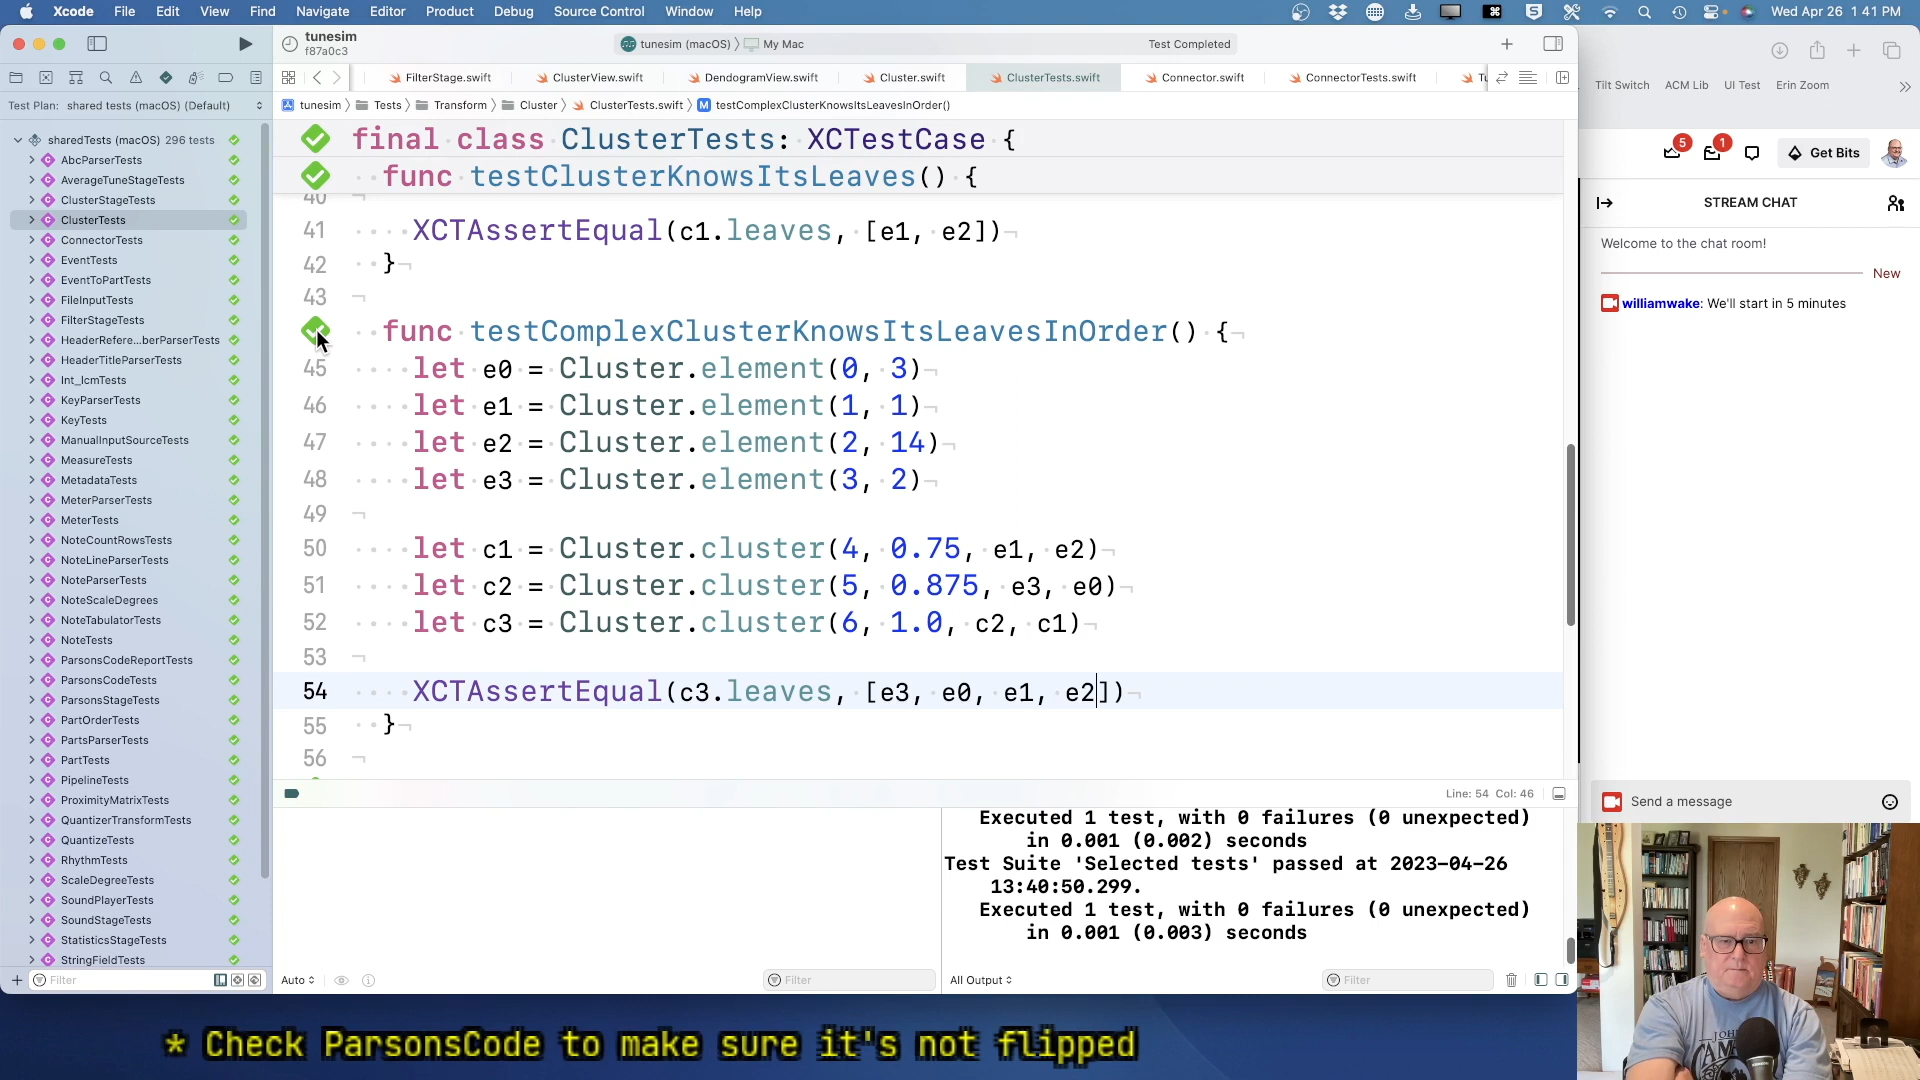 Xcode File Edit View Find Navigate Editor Product Debug Source Control Window Help
Wed Apr 26 1 41 PM
tunesim
f87a0c3
tunesim (macOS) My Mac
Test Completed
FilterStage.swift ClusterView.swift DendogramView.swift Cluster.swift ClusterTests.swift Connector.swift ConnectorTests.swift
Tilt Switch ACM Lib UI Test Erin Zoom
Test Plan: shared tests (macOS) (Default)
tunesim Tests Transform Cluster ClusterTests.swift M testComplexClusterKnowsItsLeavesInOrder()
sharedTests (macOS) 296 tests
AbcParserTests
AverageTuneStageTests
ClusterStageTests
ClusterTests
ConnectorTests
EventTests
EventToPartTests
FileInputTests
FilterStageTests
HeaderRefere...berParserTests
HeaderTitleParserTests
Int_lcmTests
KeyParserTests
KeyTests
ManualInputSourceTests
MeasureTests
MetadataTests
MeterParserTests
MeterTests
NoteCountRowsTests
NoteLineParserTests
NoteParserTests
NoteScaleDegrees
NoteTabulatorTests
NoteTests
ParsonsCodeReportTests
ParsonsCodeTests
ParsonsStageTests
PartOrderTests
PartsParserTests
PartTests
PipelineTests
ProximityMatrixTests
QuantizerTransformTests
QuantizeTests
RhythmTests
ScaleDegreeTests
SoundPlayerTests
SoundStageTests
StatisticsStageTests
StringFieldTests
Filter
final class ClusterTests: XCTestCase {
func testClusterKnowsItsLeaves() {
40
41 XCTAssertEqual(c1.leaves, [e1, e2])
42 }
43
func testComplexClusterKnowsItsLeavesInOrder() {
45 let e0 = Cluster.element(0, 3)
46 let e1 = Cluster.element(1, 1)
47 let e2 = Cluster.element(2, 14)
48 let e3 = Cluster.element(3, 2)
49
50 let c1 = Cluster.cluster(4, 0.75, e1, e2)
51 let c2 = Cluster.cluster(5, 0.875, e3, e0)
52 let c3 = Cluster.cluster(6, 1.0, c2, c1)
53
54 XCTAssertEqual(c3.leaves, [e3, e0, e1, e2])
55 }
56
Line: 54 Col: 46
Executed 1 test, with 0 failures (0 unexpected)
in 0.001 (0.002) seconds
Test Suite 'Selected tests' passed at 2023-04-26
13:40:50.299.
Executed 1 test, with 0 failures (0 unexpected)
in 0.001 (0.003) seconds
Auto
Filter
All Output
Filter
5 1 Get Bits
STREAM CHAT
Welcome to the chat room!
New
williamwake: We'll start in 5 minutes
Send a message
* Check ParsonsCode to make sure it's not flipped